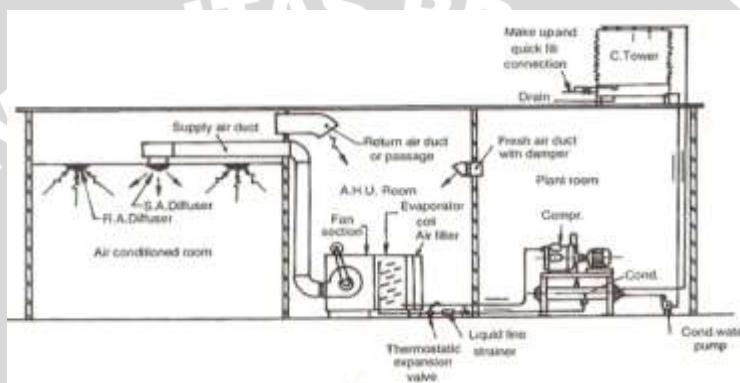 Make up and
quick fill
connection
C.Tower
Drain
Supply air duct
Return air duct
or passage
Fresh air duct
with damper
Plant room
S.A.Diffuser
R.A.Diffuser
A.H.U. Room
Evaporator
coil
Fan
section
Air filter
Compr.
Air conditioned room
Cond.
Liquid line
strainer
Thermostatic
expansion
valve
Cond.water
pump